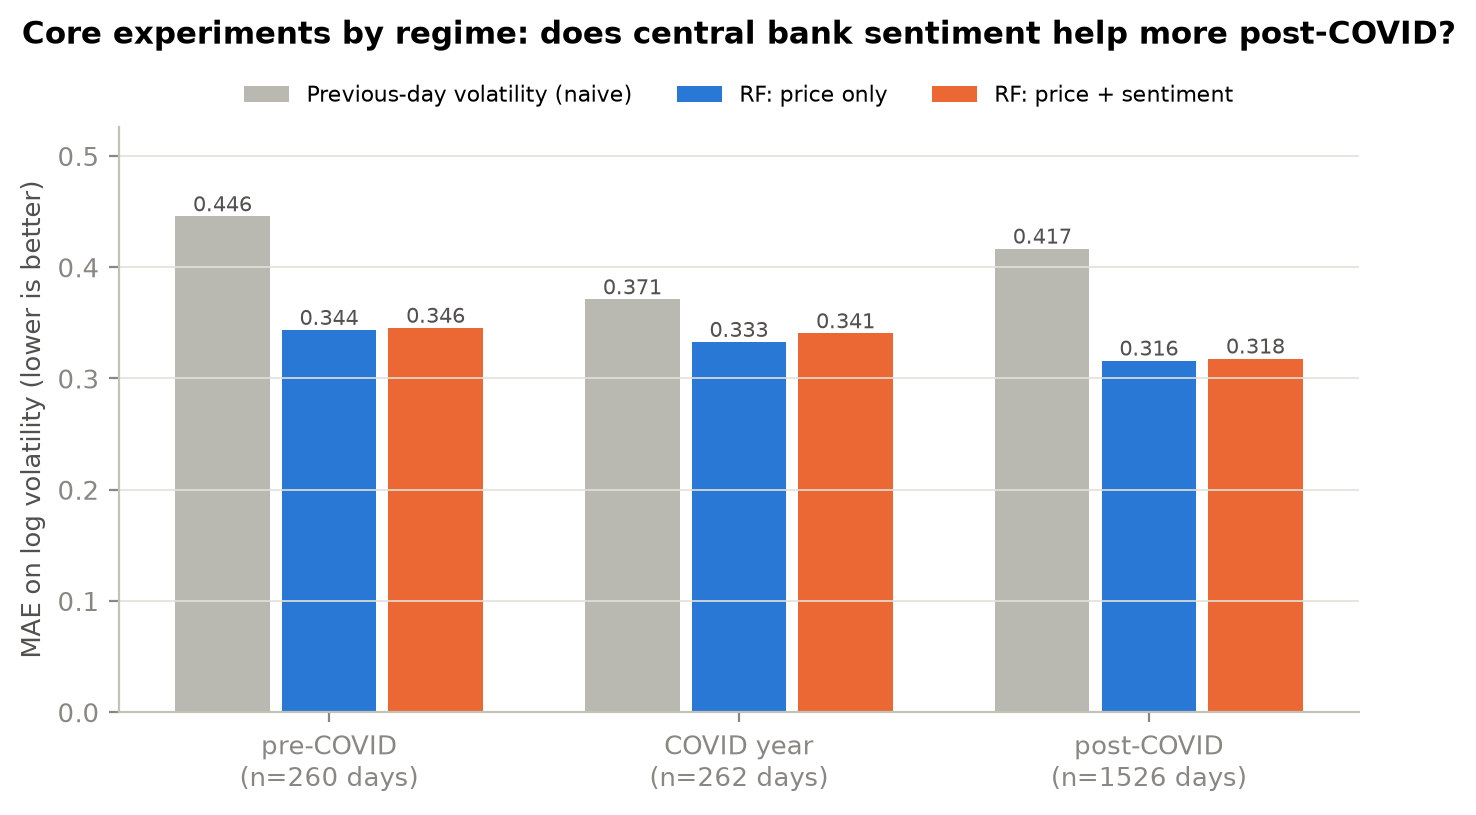 Core experiments by regime: does central bank sentiment help more post-COVID?
Previous-day volatility (naive)
RF: price only
RF: price + sentiment
MAE on log volatility (lower is better)
0.5
0.4
0.3
0.2
0.1
0.0
0.446
0.344
0.346
0.371
0.333
0.341
0.417
0.316
0.318
pre-COVID
(n=260 days)
COVID year
(n=262 days)
post-COVID
(n=1526 days)